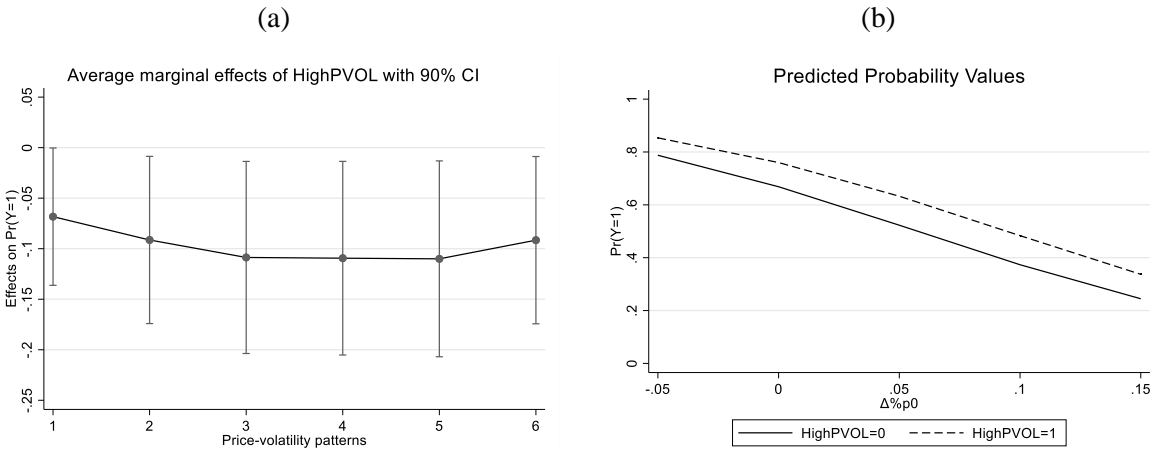 (a)
(b)
Average marginal effects of HighPVOL with 90% CI
Effects on Pr(Y=1)
.05
0
-.05
-.1
-.15
-.2
-.25
1 2 3 4 5 6
Price-volatility patterns
Predicted Probability Values
Pr(Y=1)
1
.8
.6
.4
.2
0
-.05 0 .05 .1 .15
Δ%p0
HighPVOL=0 HighPVOL=1